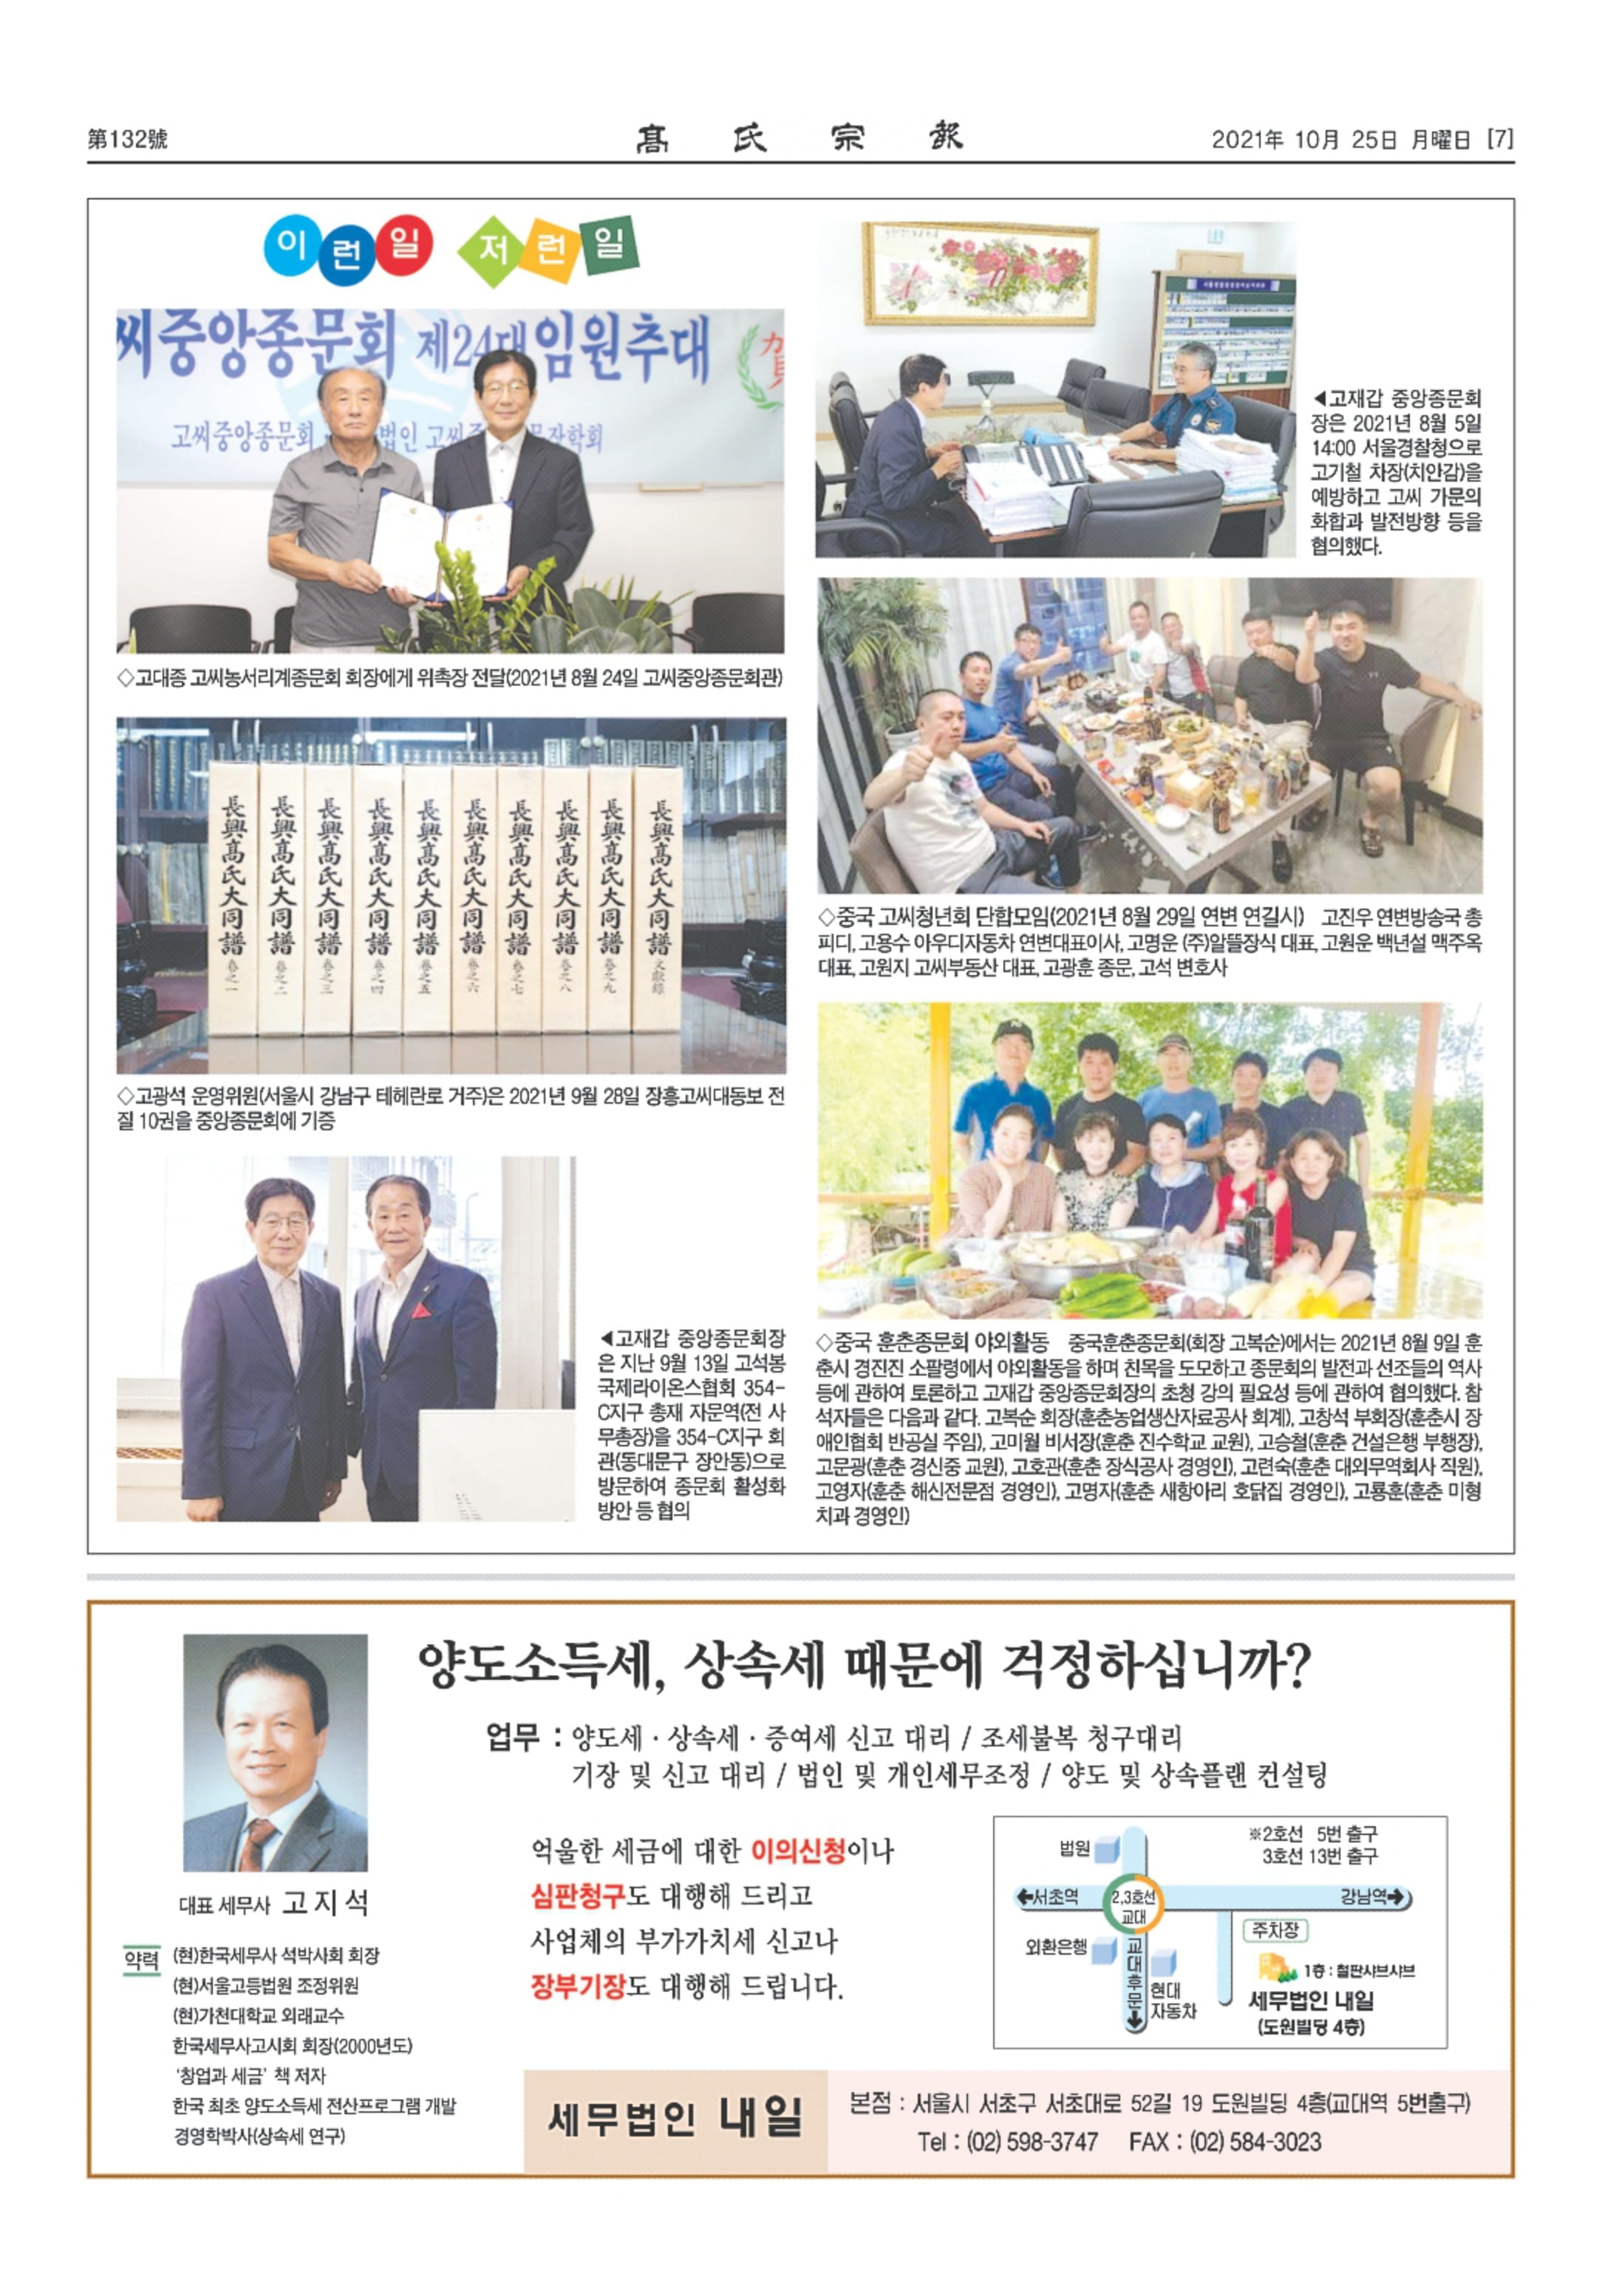 第132號
髙氏宗報
2021년 10月 25日 月曜日 [7]
이런일 저런일
씨중앙종문회 제24대임원추대
고씨중앙종문회
◇고대종 고씨농서리계종문회 회장에게 위촉장 전달(2021년 8월 24일 고씨중앙종문회관)
長興髙氏大同譜 卷之一
長興髙氏大同譜 卷之二
長興髙氏大同譜 卷之三
長興髙氏大同譜 卷之四
長興髙氏大同譜 卷之五
長興髙氏大同譜 卷之六
長興髙氏大同譜 卷之七
長興髙氏大同譜 卷之八
長興髙氏大同譜 卷之九
長興髙氏大同譜 文獻錄
◇고광석 운영위원(서울시 강남구 테헤란로 거주)은 2021년 9월 28일 장흥고씨대동보 전
질 10권을 중앙종문회에 기증
◀고재갑 중앙종문회장
은 지난 9월 13일 고석봉
국제라이온스협회 354-
C지구 총재 자문역(전 사
무총장)을 354-C지구 회
관(동대문구 장안동)으로
방문하여 종문회 활성화
방안 등 협의
◀고재갑 중앙종문회
장은 2021년 8월 5일
14:00 서울경찰청으로
고기철 차장(치안감)을
예방하고 고씨 가문의
화합과 발전방향 등을
협의했다.
◇중국 고씨청년회 단합모임(2021년 8월 29일 연변 연길시) 고진우 연변방송국 총
피디, 고용수 아우디자동차 연변대표이사, 고명운 (주)알뜰장식 대표, 고원운 백년설 맥주옥
대표, 고원지 고씨부동산 대표, 고광훈 종문, 고석 변호사
◇중국 훈춘종문회 야외활동 중국훈춘종문회(회장 고복순)에서는 2021년 8월 9일 훈
춘시 경진진 소팔령에서 야외활동을 하며 친목을 도모하고 종문회의 발전과 선조들의 역사
등에 관하여 토론하고 고재갑 중앙종문회장의 초청 강의 필요성 등에 관하여 협의했다. 참
석자들은 다음과 같다. 고복순 회장(훈춘농업생산자료공사 회계), 고창석 부회장(훈춘시 장
애인협회 반공실 주임), 고미월 비서장(훈춘 진수학교 교원), 고승철(훈춘 건설은행 부행장),
고문광(훈춘 경신중 교원), 고호관(훈춘 장식공사 경영인), 고련숙(훈춘 대외무역회사 직원),
고영자(훈춘 해신전문점 경영인), 고명자(훈춘 새항아리 호닭집 경영인), 고룡훈(훈춘 미형
치과 경영인)
양도소득세, 상속세 때문에 걱정하십니까?
업무 : 양도세 · 상속세 · 증여세 신고 대리 / 조세불복 청구대리
기장 및 신고 대리 / 법인 및 개인세무조정 / 양도 및 상속플랜 컨설팅
대표 세무사 고지석
약력
(현)한국세무사 석박사회 회장
(현)서울고등법원 조정위원
(현)가천대학교 외래교수
한국세무사고시회 회장(2000년도)
'창업과 세금' 책 저자
한국 최초 양도소득세 전산프로그램 개발
경영학박사(상속세 연구)
억울한 세금에 대한 이의신청이나
심판청구도 대행해 드리고
사업체의 부가가치세 신고나
장부기장도 대행해 드립니다.
법원
※2호선 5번 출구
3호선 13번 출구
←서초역
2,3호선
교대
강남역→
외환은행
교대후문
현대
자동차
주차장
1층 : 철판샤브샤브
세무법인 내일
(도원빌딩 4층)
세무법인 내일
본점 : 서울시 서초구 서초대로 52길 19 도원빌딩 4층(교대역 5번출구)
Tel : (02) 598-3747 FAX : (02) 584-3023